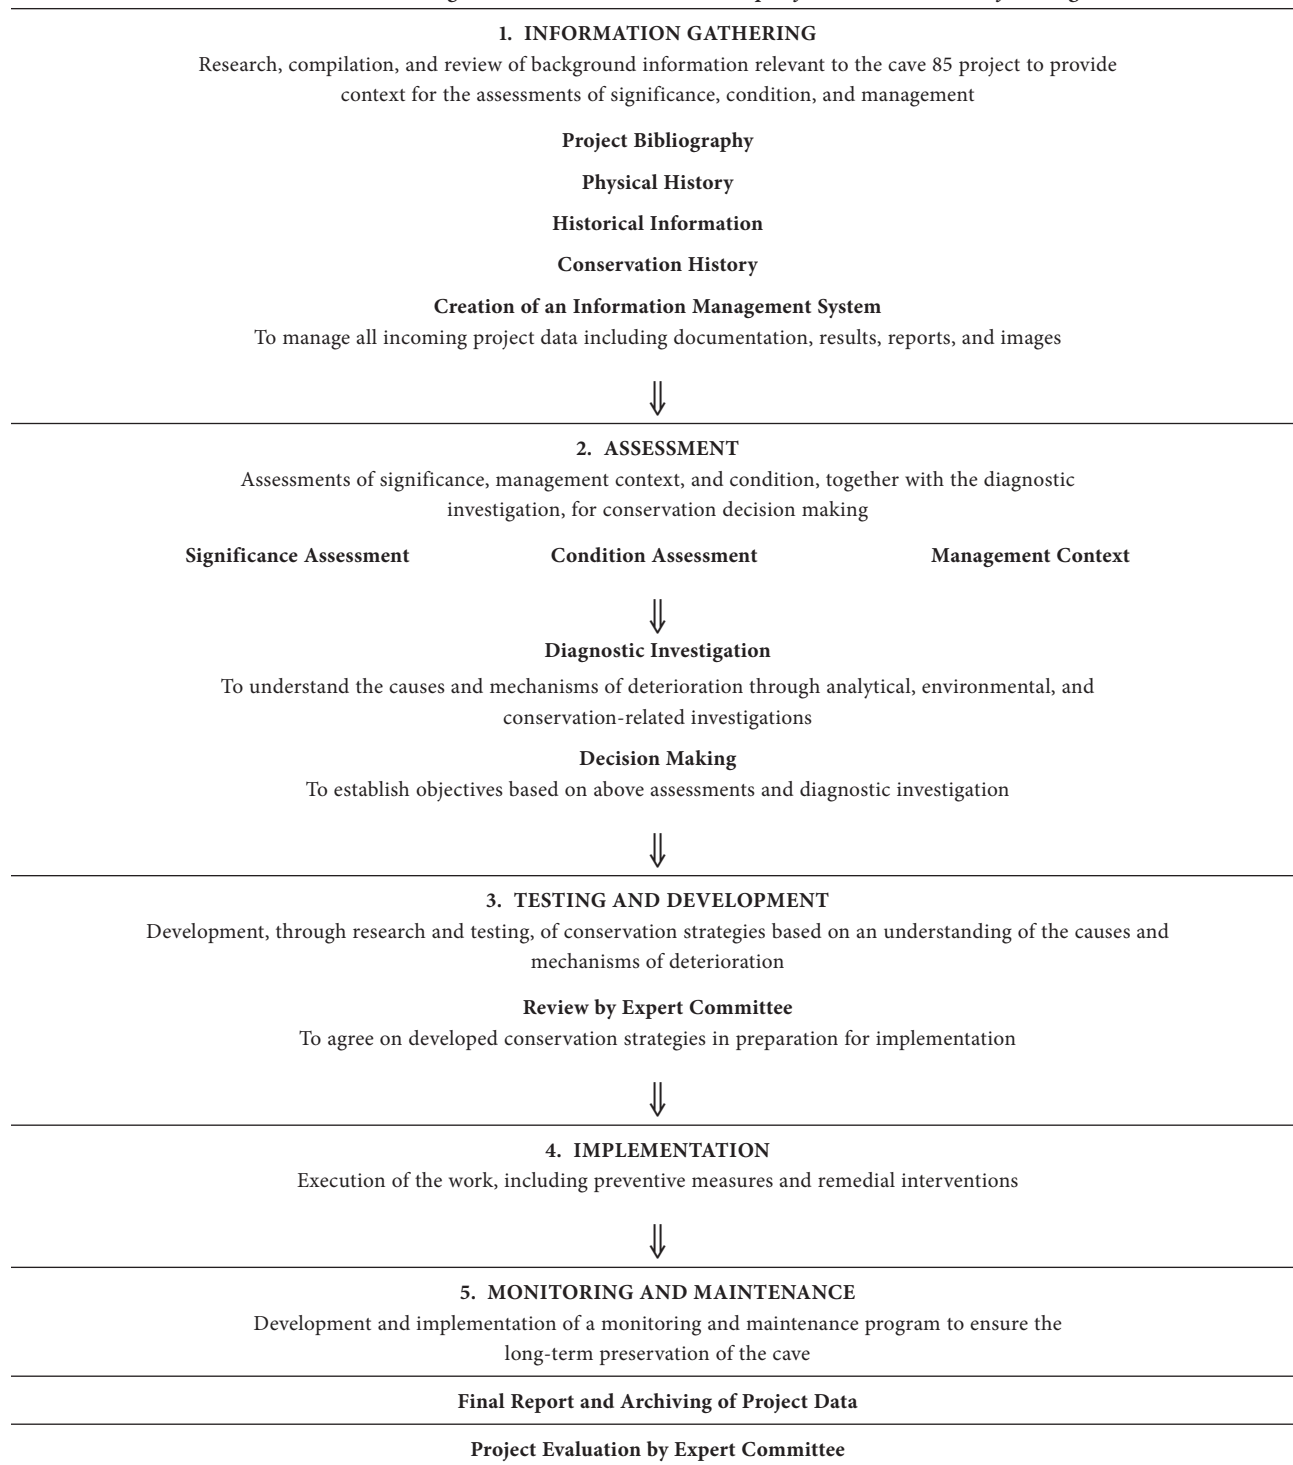 1. INFORMATION GATHERING
Research, compilation, and review of background information relevant to the cave 85 project to provide
context for the assessments of significance, condition, and management
Project Bibliography
Physical History
Historical Information
Conservation History
Creation of an Information Management System
To manage all incoming project data including documentation, results, reports, and images
⇓
2. ASSESSMENT
Assessments of significance, management context, and condition, together with the diagnostic
investigation, for conservation decision making
Significance Assessment Condition Assessment Management Context
⇓
Diagnostic Investigation
To understand the causes and mechanisms of deterioration through analytical, environmental, and
conservation-related investigations
Decision Making
To establish objectives based on above assessments and diagnostic investigation
⇓
3. TESTING AND DEVELOPMENT
Development, through research and testing, of conservation strategies based on an understanding of the causes and
mechanisms of deterioration
Review by Expert Committee
To agree on developed conservation strategies in preparation for implementation
⇓
4. IMPLEMENTATION
Execution of the work, including preventive measures and remedial interventions
⇓
5. MONITORING AND MAINTENANCE
Development and implementation of a monitoring and maintenance program to ensure the
long-term preservation of the cave
Final Report and Archiving of Project Data
Project Evaluation by Expert Committee